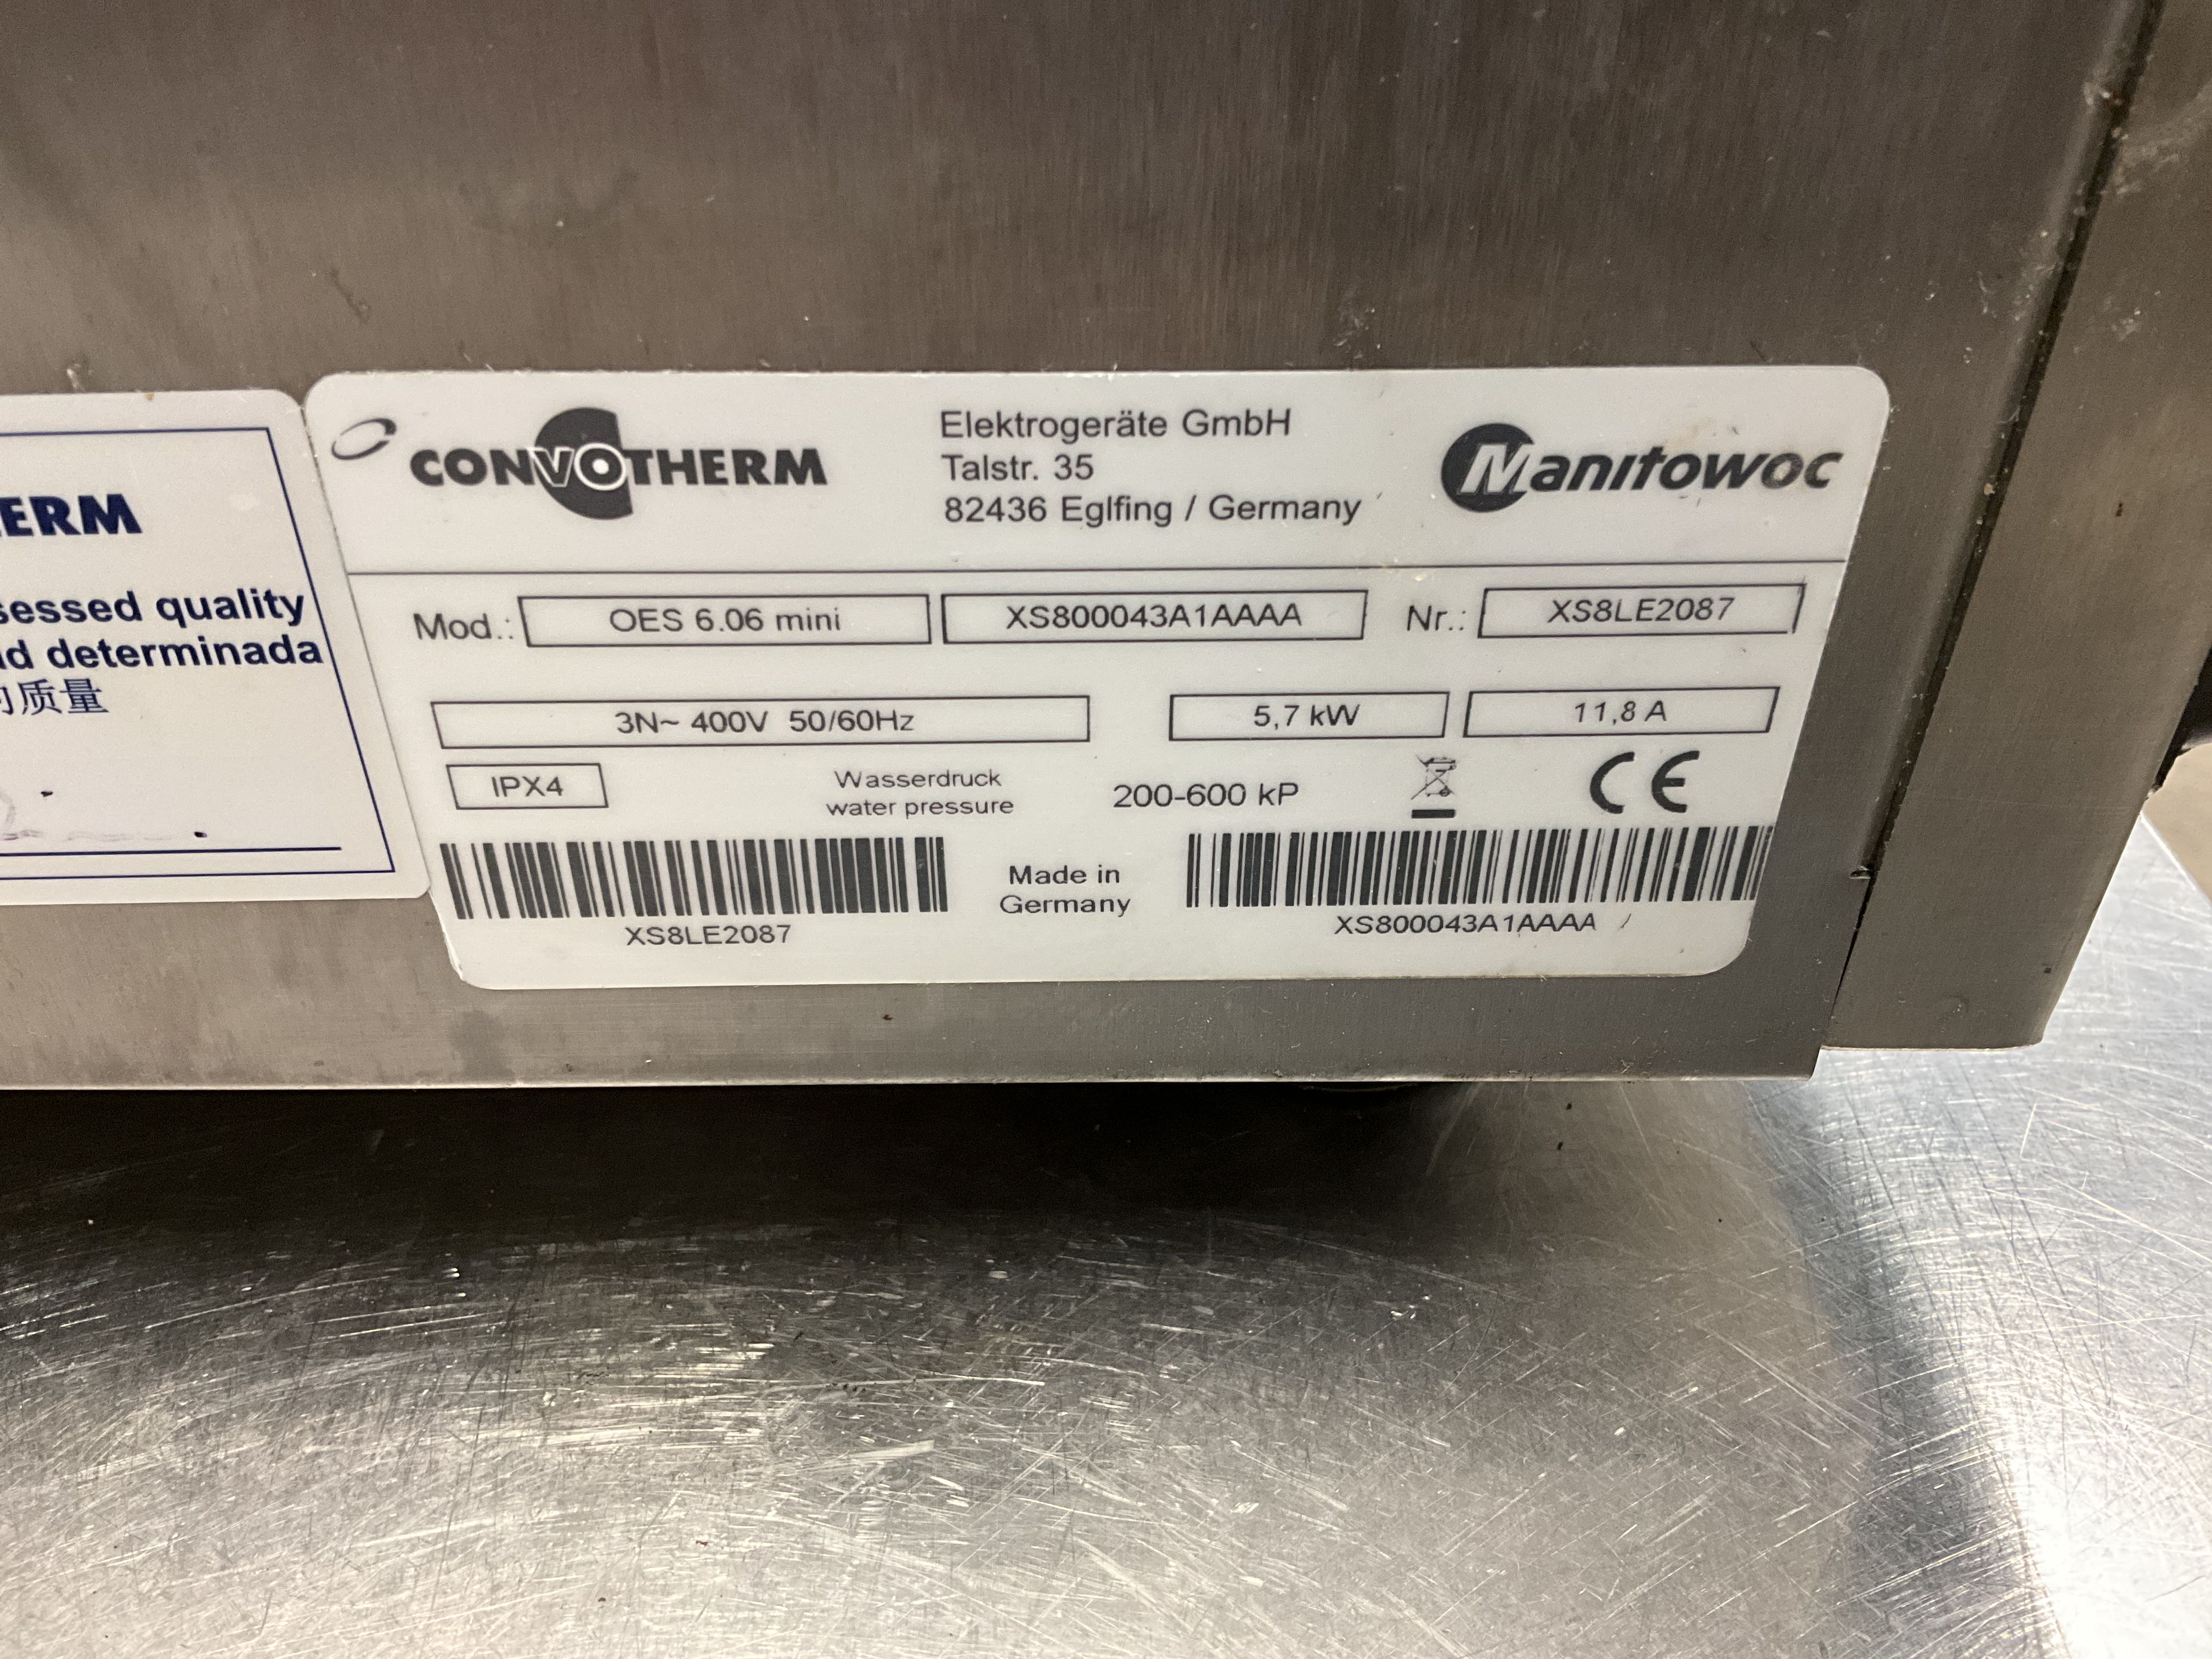 ERM
sessed quality
d determinada
质量
CONVOTHERM
Elektrogeräte GmbH
Talstr. 35
82436 Eglfing / Germany
Manitowoc
Mod.: OES 6.06 mini XS800043A1AAAA Nr.: XS8LE2087
3N~ 400V 50/60Hz 5,7 kW 11,8 A
IPX4 Wasserdruck
water pressure 200-600 kP CE
XS8LE2087
Made in
Germany
XS800043A1AAAA